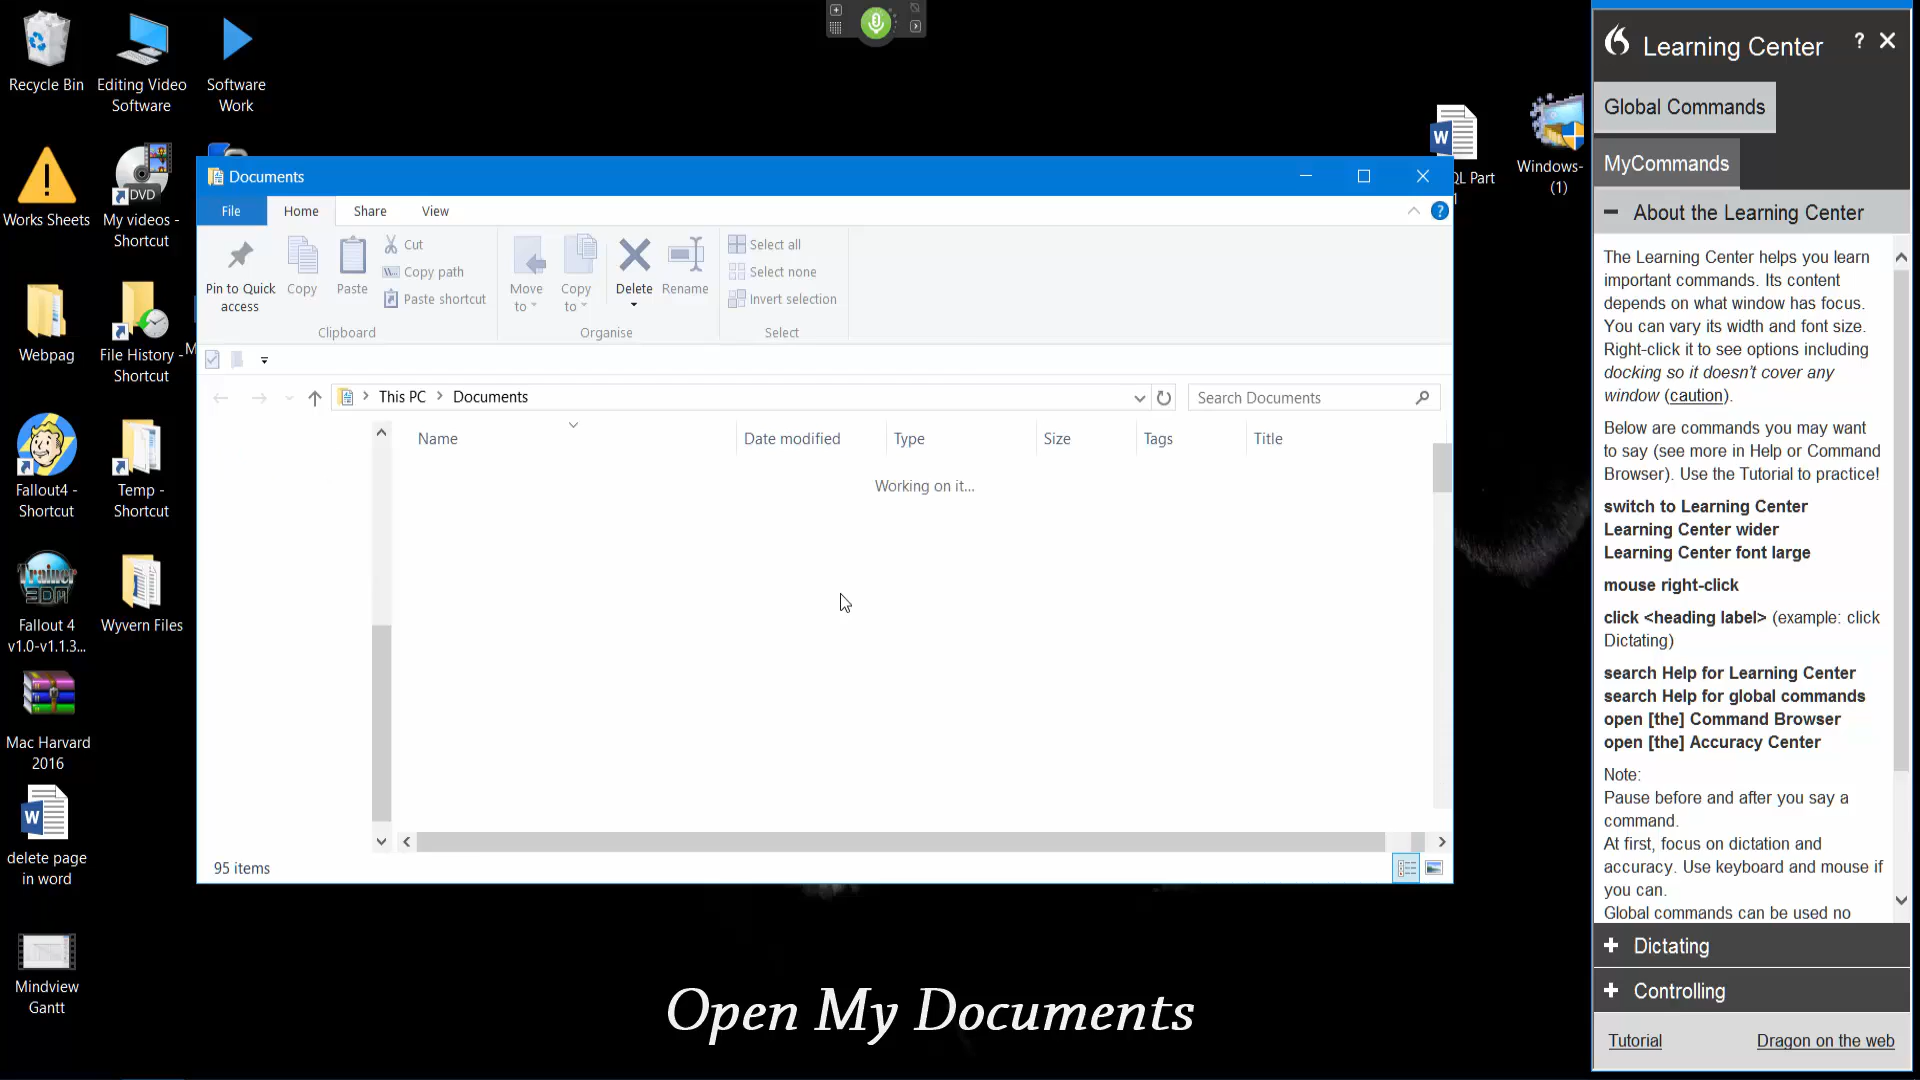 Recycle Bin
Editing Video
Software
Software
Work
Works Sheets
DVD
My videos -
Shortcut
Webpag
File History -
Shortcut
Fallout4 -
Shortcut
Temp -
Shortcut
Trainer
3DM
Fallout 4
v1.0-v1.1.3...
Wyvern Files
Mac Harvard
2016
W
delete page
in word
Mindview
Gantt
W
QL Part
Windows-
(1)
Documents
File
Home
Share
View
?
Pin to Quick
access
Copy
Paste
Cut
Copy path
Paste shortcut
Clipboard
Move
to
Copy
to
Delete
Rename
Organise
Select all
Select none
Invert selection
Select
This PC
Documents
Search Documents
Name
Date modified
Type
Size
Tags
Title
Working on it...
95 items
Open My Documents
Learning Center
?
Global Commands
MyCommands
About the Learning Center
The Learning Center helps you learn
important commands. Its content
depends on what window has focus.
You can vary its width and font size.
Right-click it to see options including
docking so it doesn't cover any
window (caution).
Below are commands you may want
to say (see more in Help or Command
Browser). Use the Tutorial to practice!
switch to Learning Center
Learning Center wider
Learning Center font large
mouse right-click
click <heading label> (example: click
Dictating)
search Help for Learning Center
search Help for global commands
open [the] Command Browser
open [the] Accuracy Center
Note:
Pause before and after you say a
command.
At first, focus on dictation and
accuracy. Use keyboard and mouse if
you can.
Global commands can be used no
Dictating
Controlling
Tutorial
Dragon on the web